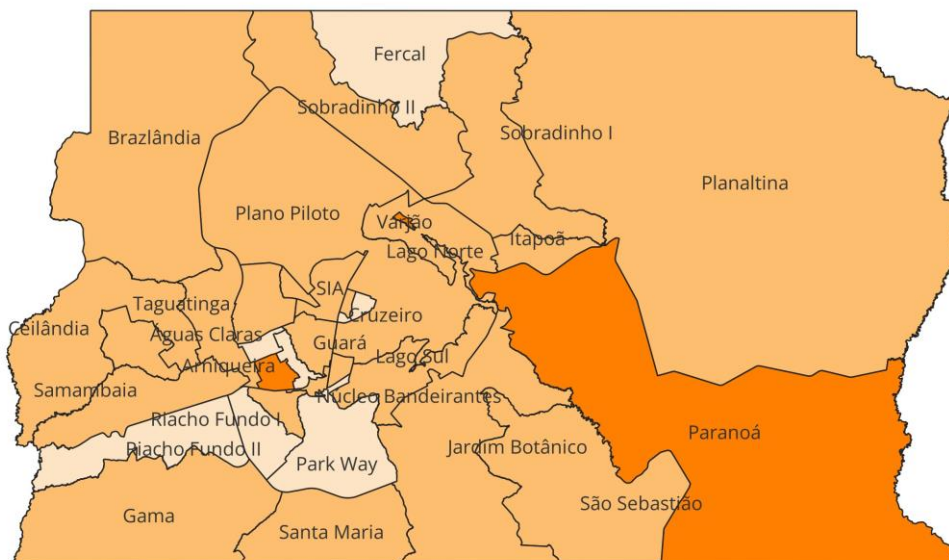 Fercal
Sobradinho II
Sobradinho I
Brazlândia
Planaltina
Plano Piloto
Varjão
Itapoã
Lago Norte
SIA
Taguatinga
Cruzeiro
Ceilândia
Águas Claras
Guará
Lago Sul
Arniqueira
Samambaia
Núcleo Bandeirantes
Riacho Fundo I
Paranoá
Riacho Fundo II
Jardim Botânico
Park Way
São Sebastião
Gama
Santa Maria